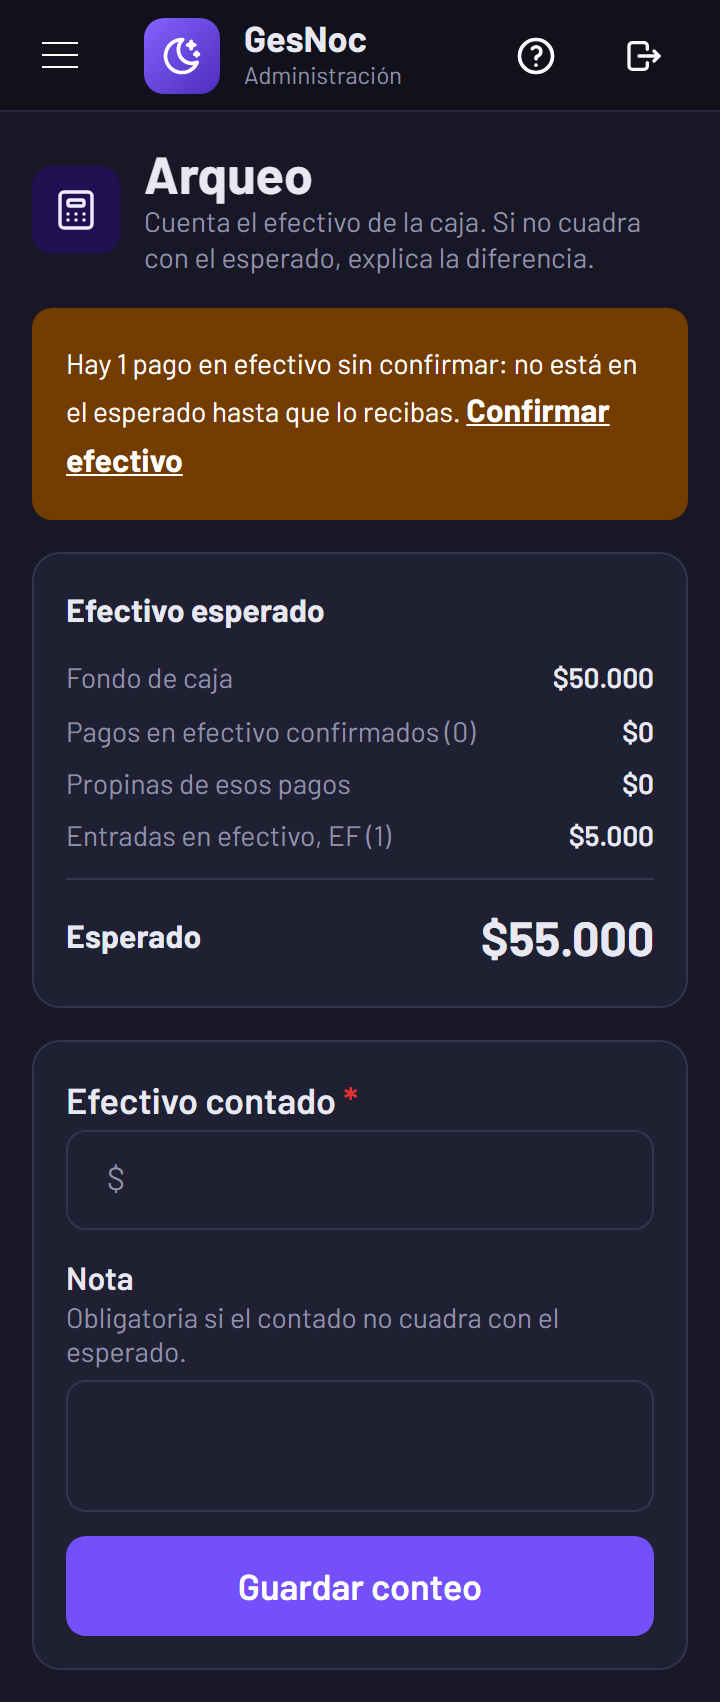 GesNoc
Administración
Arqueo
Cuenta el efectivo de la caja. Si no cuadra
con el esperado, explica la diferencia.
Hay 1 pago en efectivo sin confirmar: no está en
el esperado hasta que lo recibas. Confirmar
efectivo
Efectivo esperado
Fondo de caja $50.000
Pagos en efectivo confirmados (0) $0
Propinas de esos pagos $0
Entradas en efectivo, EF (1) $5.000
Esperado $55.000
Efectivo contado *
$
Nota
Obligatoria si el contado no cuadra con el
esperado.
Guardar conteo